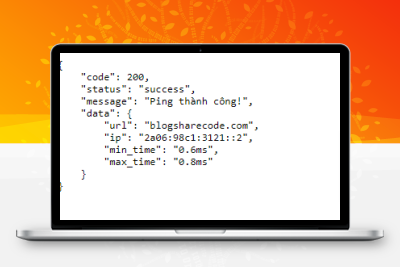 {
"code": 200,
"status": "success",
"message": "Ping thành công!",
"data": {
"url": "blogsharecode.com",
"ip": "2a06:98c1:3121::2",
"min_time": "0.6ms",
"max_time": "0.8ms"
}
}